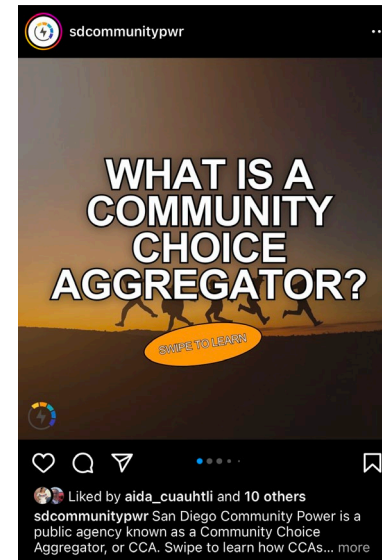 sdcommunitypwr
WHAT IS A
COMMUNITY
CHOICE
AGGREGATOR?
SWIPE TO LEARN
Liked by aida_cuauhtli and 10 others
sdcommunitypwr San Diego Community Power is a
public agency known as a Community Choice
Aggregator, or CCA. Swipe to learn how CCAs... more